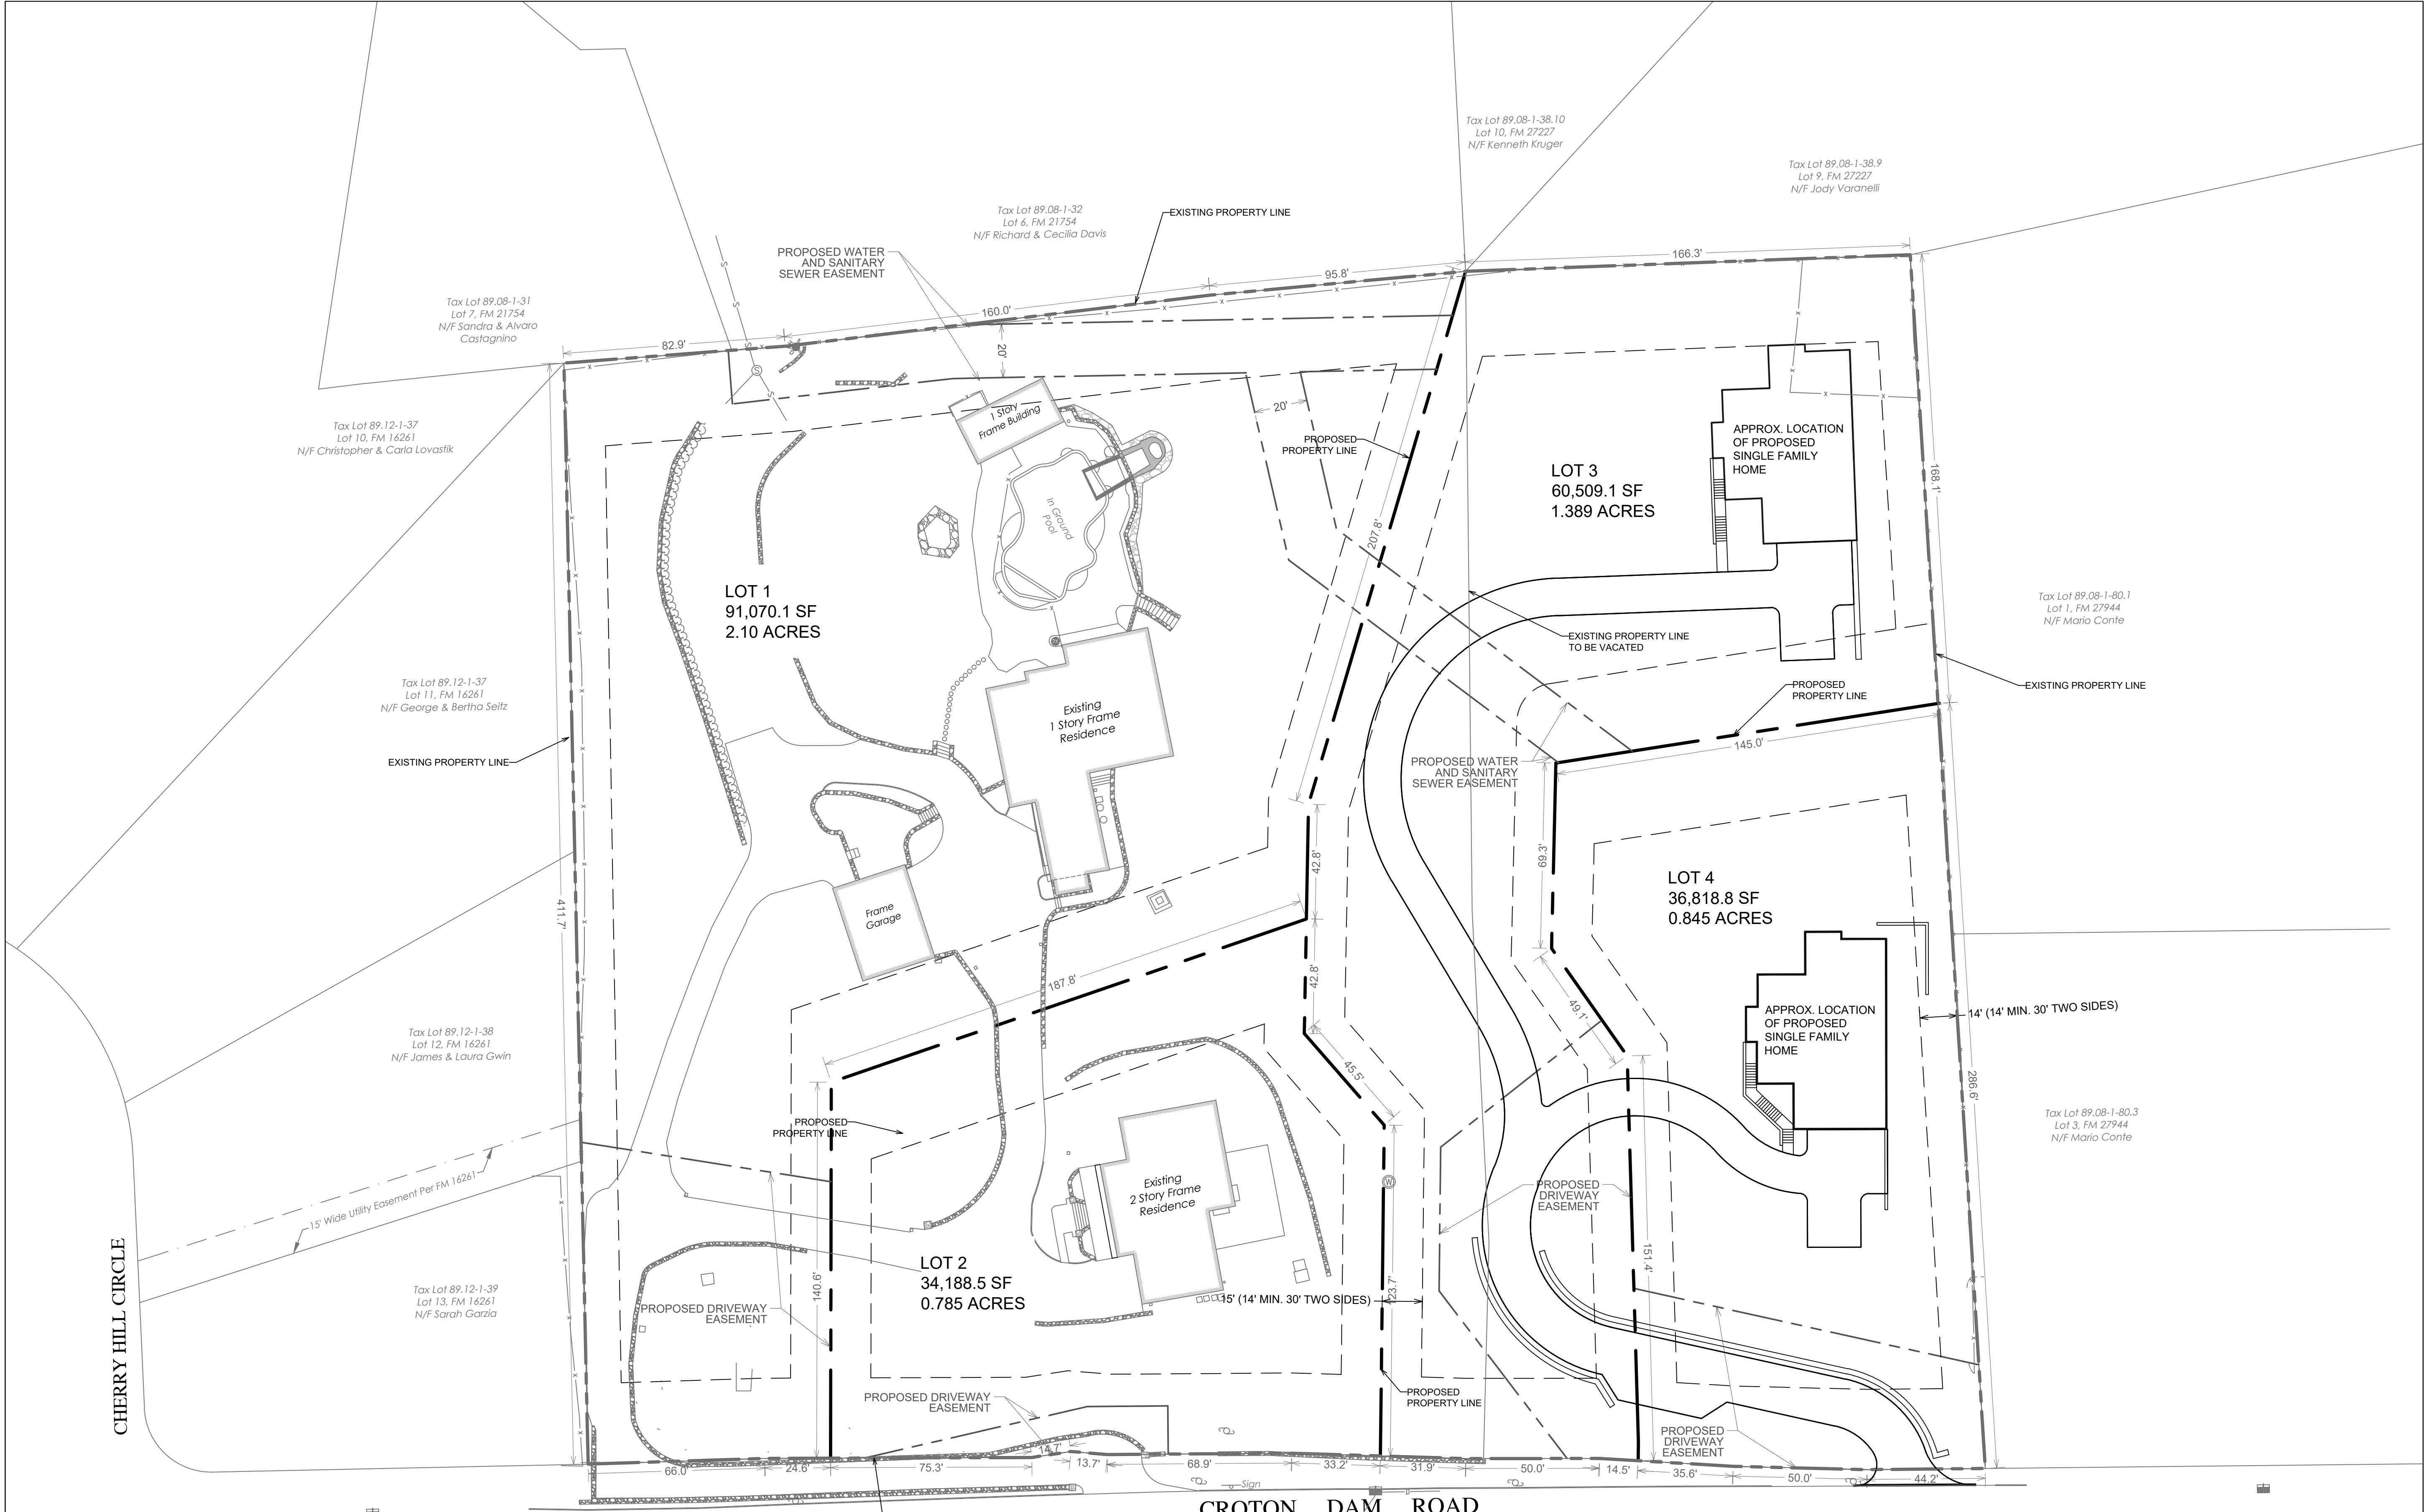 Tax Lot 89.08-1-38.10
Lot 10, FM 27227
N/F Kenneth Kruger
Tax Lot 89.08-1-38.9
Lot 9, FM 27227
N/F Jody Varanelli
Tax Lot 89.08-1-32
Lot 6, FM 21754
N/F Richard & Cecilia Davis
EXISTING PROPERTY LINE
PROPOSED WATER
AND SANITARY
SEWER EASEMENT
166.3'
95.8'
160.0'
82.9'
Tax Lot 89.08-1-31
Lot 7, FM 21754
N/F Sandra & Alvaro
Castagnino
S
S
S
S
S
20'
20'
1 Story
Frame Building
In Ground
Pool
Tax Lot 89.12-1-37
Lot 10, FM 16261
N/F Christopher & Carla Lovastik
PROPOSED
PROPERTY LINE
207.8'
LOT 3
60,509.1 SF
1.389 ACRES
APPROX. LOCATION
OF PROPOSED
SINGLE FAMILY
HOME
168.1'
LOT 1
91,070.1 SF
2.10 ACRES
Tax Lot 89.08-1-80.1
Lot 1, FM 27944
N/F Mario Conte
EXISTING PROPERTY LINE
TO BE VACATED
Tax Lot 89.12-1-37
Lot 11, FM 16261
N/F George & Bertha Seitz
Existing
1 Story Frame
Residence
PROPOSED
PROPERTY LINE
EXISTING PROPERTY LINE
145.0'
EXISTING PROPERTY LINE
PROPOSED WATER
AND SANITARY
SEWER EASEMENT
69.3'
42.8'
Frame
Garage
411.7'
LOT 4
36,818.8 SF
0.845 ACRES
187.8'
42.8'
49.1'
APPROX. LOCATION
OF PROPOSED
SINGLE FAMILY
HOME
14' (14' MIN. 30' TWO SIDES)
Tax Lot 89.12-1-38
Lot 12, FM 16261
N/F James & Laura Gwin
45.5'
286.6'
PROPOSED
PROPERTY LINE
Tax Lot 89.08-1-80.3
Lot 3, FM 27944
N/F Mario Conte
15' Wide Utility Easement Per FM 16261
Existing
2 Story Frame
Residence
W
PROPOSED
DRIVEWAY
EASEMENT
151.4'
CHERRY HILL CIRCLE
Tax Lot 89.12-1-39
Lot 13, FM 16261
N/F Sarah Garzia
LOT 2
34,188.5 SF
0.785 ACRES
140.6'
PROPOSED DRIVEWAY
EASEMENT
15' (14' MIN. 30' TWO SIDES)
23.7'
PROPOSED DRIVEWAY
EASEMENT
PROPOSED
PROPERTY LINE
PROPOSED
DRIVEWAY
EASEMENT
66.0'
24.6'
75.3'
14.7'
13.7'
68.9'
33.2'
31.9'
50.0'
14.5'
35.6'
50.0'
44.2'
Sign
D
CROTON DAM ROAD